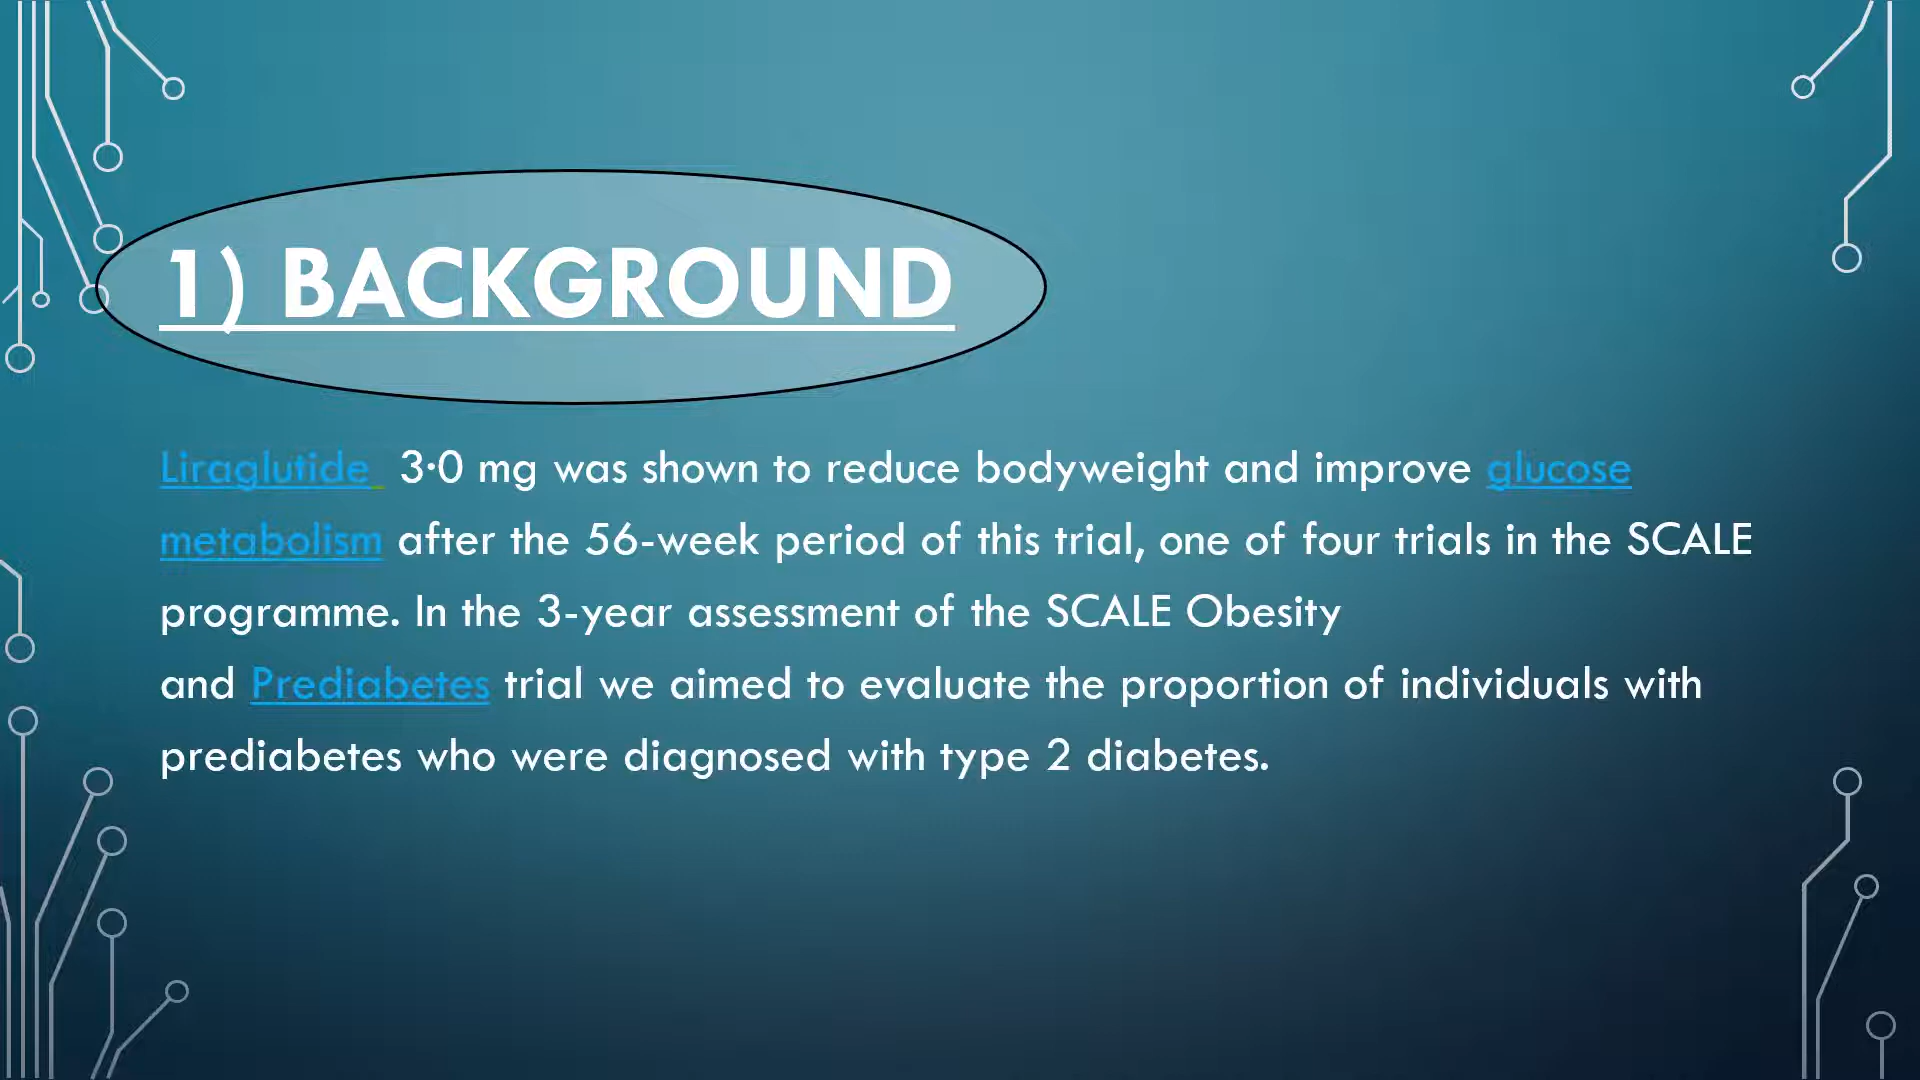 1) BACKGROUND
Liraglutide  3·0 mg was shown to reduce bodyweight and improve glucose
metabolism after the 56-week period of this trial, one of four trials in the SCALE
programme. In the 3-year assessment of the SCALE Obesity
and Prediabetes trial we aimed to evaluate the proportion of individuals with
prediabetes who were diagnosed with type 2 diabetes.